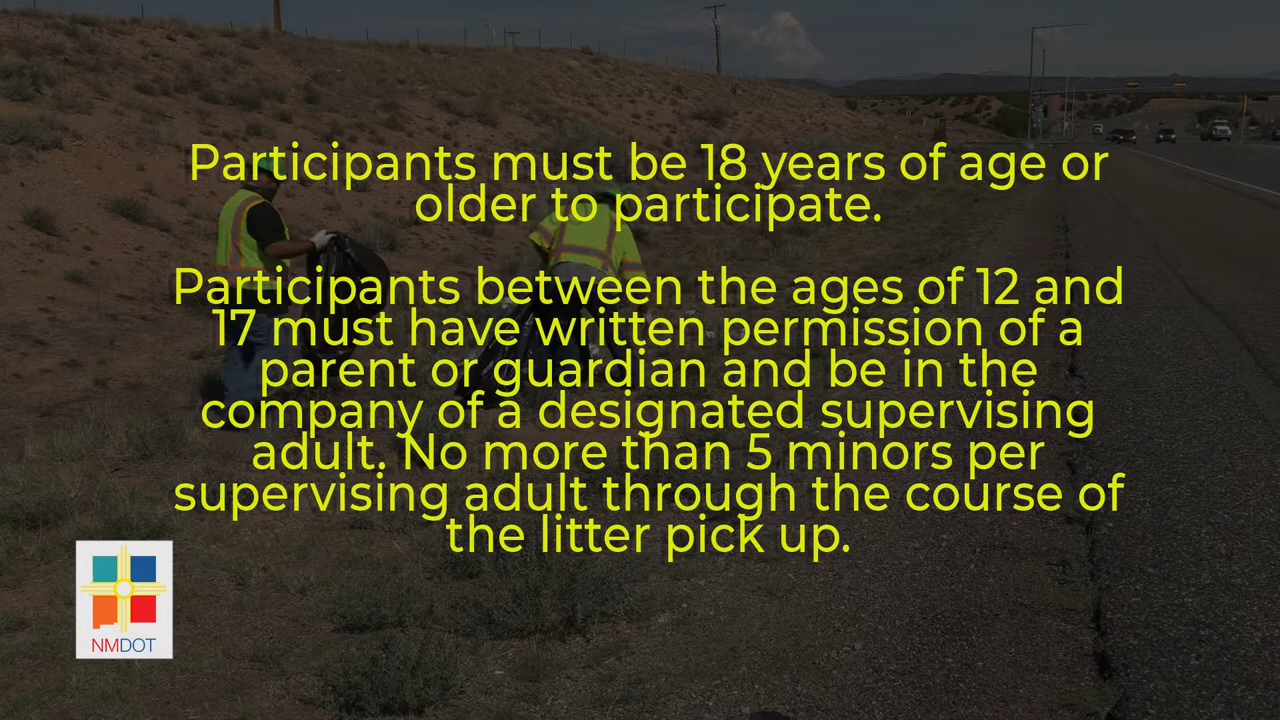 Participants must be 18 years of age or
older to participate.
Participants between the ages of 12 and
17 must have written permission of a
parent or guardian and be in the
company of a designated supervising
adult. No more than 5 minors per
supervising adult through the course of
the litter pick up.
NMDOT